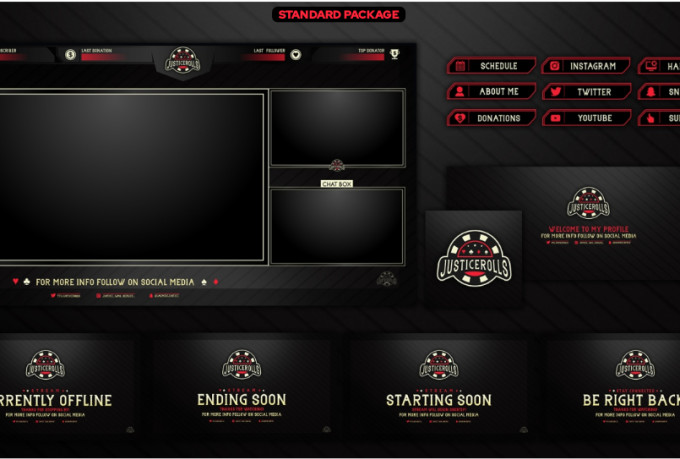 STANDARD PACKAGE
LAST DONATION
LAST FOLLOWER
TOP DONATOR
JUSTICEROLLS
SCHEDULE
INSTAGRAM
HA
ABOUT ME
TWITTER
SN
DONATIONS
YOUTUBE
SU
CHAT BOX
JUSTICEROLLS
WELCOME TO MY PROFILE
FOR MORE INFO FOLLOW ON SOCIAL MEDIA
JUSTICEROLLS
FOR MORE INFO FOLLOW ON SOCIAL MEDIA
JUSTICEROLLS
STREAM
RRENTLY OFFLINE
FOR MORE INFO FOLLOW ON SOCIAL MEDIA
JUSTICEROLLS
STREAM
ENDING SOON
FOR MORE INFO FOLLOW ON SOCIAL MEDIA
JUSTICEROLLS
STREAM
STARTING SOON
FOR MORE INFO FOLLOW ON SOCIAL MEDIA
JUSTICEROLLS
BE RIGHT BACK
FOR MORE INFO FOLLOW ON SOCIAL MEDIA